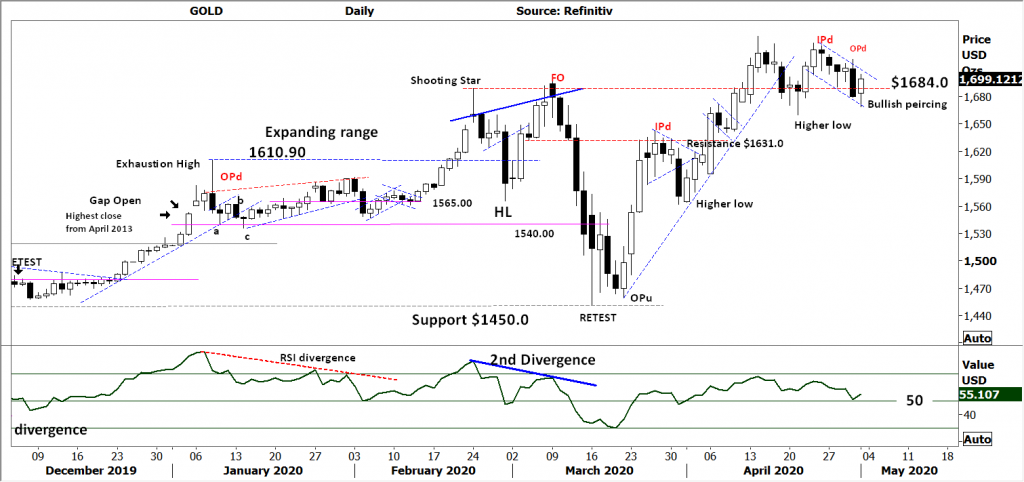 GOLD Daily Source: Refinitiv
Price
USD
Ozs
1,699.1212
1,680
1,650
1,620
1,590
1,560
1,530
1,500
1,470
1,440
Auto
Shooting Star
FO
IPd
OPd
$1684.0
Bullish peircing
Higher low
Expanding range
1610.90
Exhaustion High
OPd
IPd
Resistance $1631.0
Gap Open
Highest close
from April 2013
b
a
c
1565.00
HL
Higher low
1540.00
ETEST
OPu
Support $1450.0
RETEST
RSI divergence
2nd Divergence
Value
USD
55.107
50
40
divergence
Auto
09 16 23 30 06 13 20 27 03 10 17 24 02 09 16 23 30 06 13 20 27 04 11 18
December 2019 January 2020 February 2020 March 2020 April 2020 May 2020